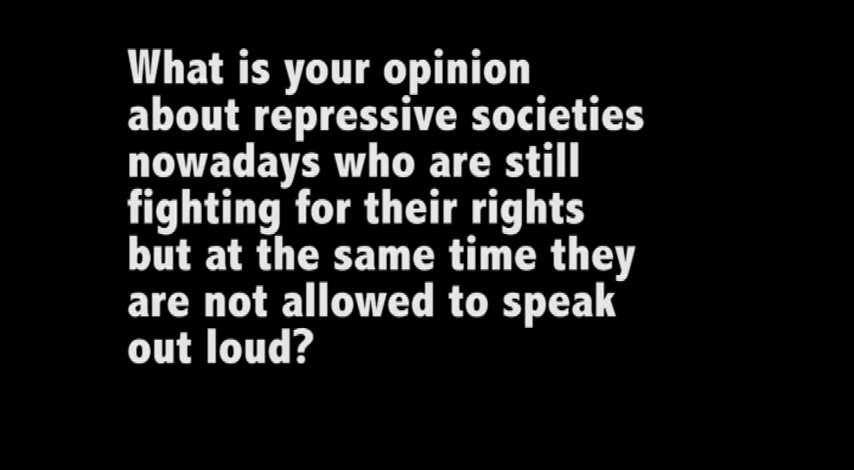 What is your opinion
about repressive societies
nowadays who are still
fighting for their rights
but at the same time they
are not allowed to speak
out loud?